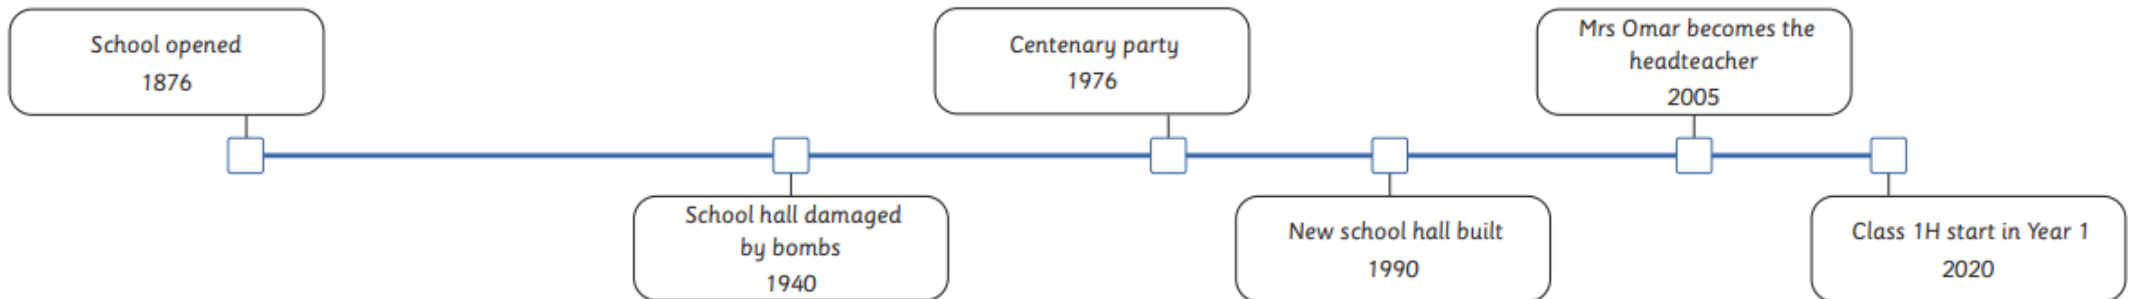 School opened
1876
School hall damaged
by bombs
1940
Centenary party
1976
New school hall built
1990
Mrs Omar becomes the
headteacher
2005
Class 1H start in Year 1
2020